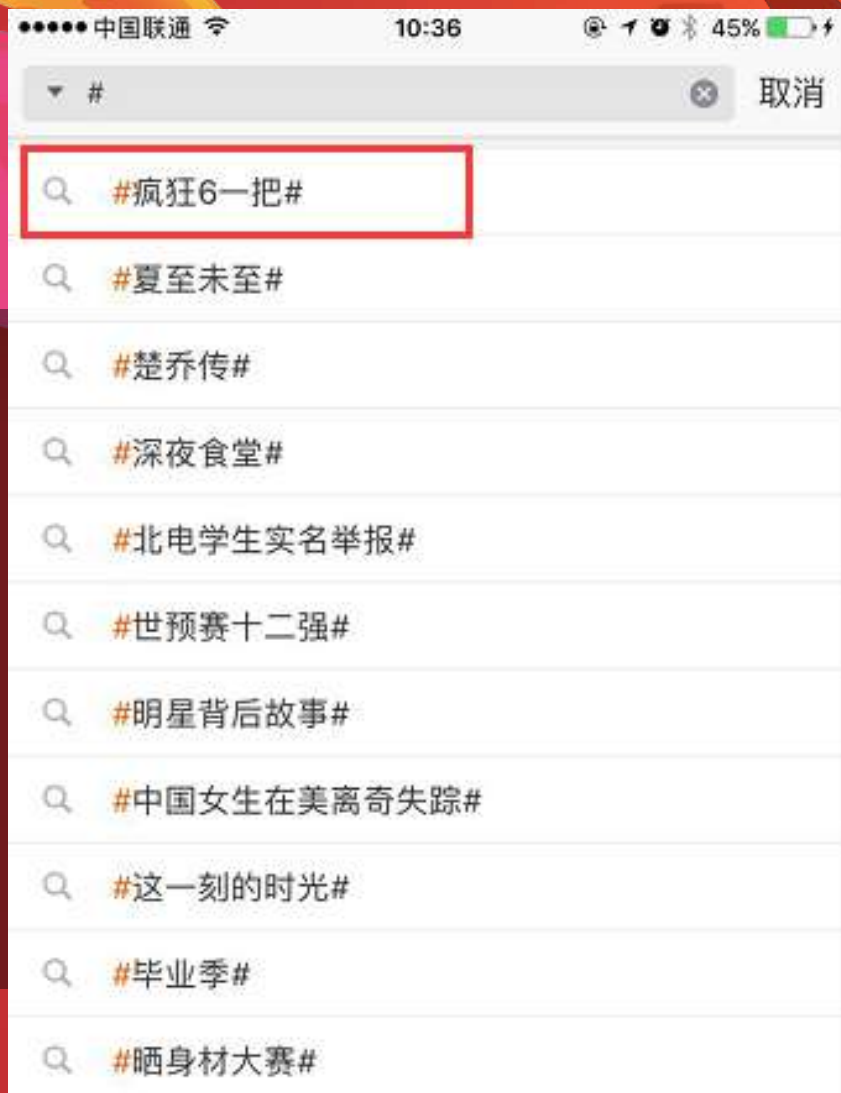 中国联通 10:36 45%
# 取消
#疯狂6一把#
#夏至未至#
#楚乔传#
#深夜食堂#
#北电学生实名举报#
#世预赛十二强#
#明星背后故事#
#中国女生在美离奇失踪#
#这一刻的时光#
#毕业季#
#晒身材大赛#